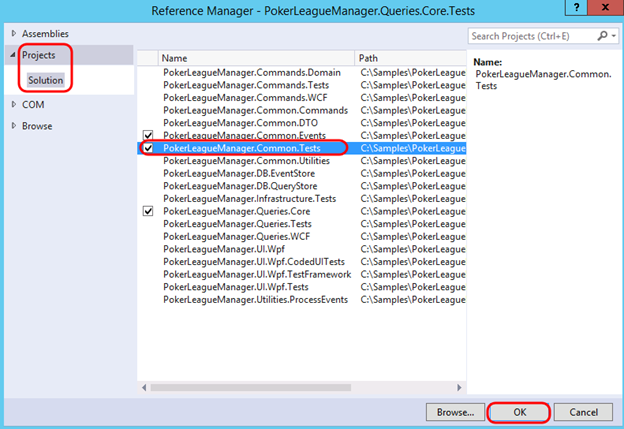 Reference Manager - PokerLeagueManager.Queries.Core.Tests
? x
Assemblies
Projects
Solution
COM
Browse
Name Path
PokerLeagueManager.Commands.Domain C:\Samples\PokerLeague
PokerLeagueManager.Commands.Tests C:\Samples\PokerLeague
PokerLeagueManager.Commands.WCF C:\Samples\PokerLeague
PokerLeagueManager.Common.Commands C:\Samples\PokerLeague
PokerLeagueManager.Common.DTO C:\Samples\PokerLeague
PokerLeagueManager.Common.Events C:\Samples\PokerLeague
PokerLeagueManager.Common.Tests C:\Samples\PokerLeague
PokerLeagueManager.Common.Utilities C:\Samples\PokerLeague
PokerLeagueManager.DB.EventStore C:\Samples\PokerLeague
PokerLeagueManager.DB.QueryStore C:\Samples\PokerLeague
PokerLeagueManager.Infrastructure.Tests C:\Samples\PokerLeague
PokerLeagueManager.Queries.Core C:\Samples\PokerLeague
PokerLeagueManager.Queries.Tests C:\Samples\PokerLeague
PokerLeagueManager.Queries.WCF C:\Samples\PokerLeague
PokerLeagueManager.UI.Wpf C:\Samples\PokerLeague
PokerLeagueManager.UI.Wpf.CodedUITests C:\Samples\PokerLeague
PokerLeagueManager.UI.Wpf.TestFramework C:\Samples\PokerLeague
PokerLeagueManager.UI.Wpf.Tests C:\Samples\PokerLeague
PokerLeagueManager.Utilities.ProcessEvents C:\Samples\PokerLeague
Search Projects (Ctrl+E)
Name:
PokerLeagueManager.Common.
Tests
Browse... OK Cancel